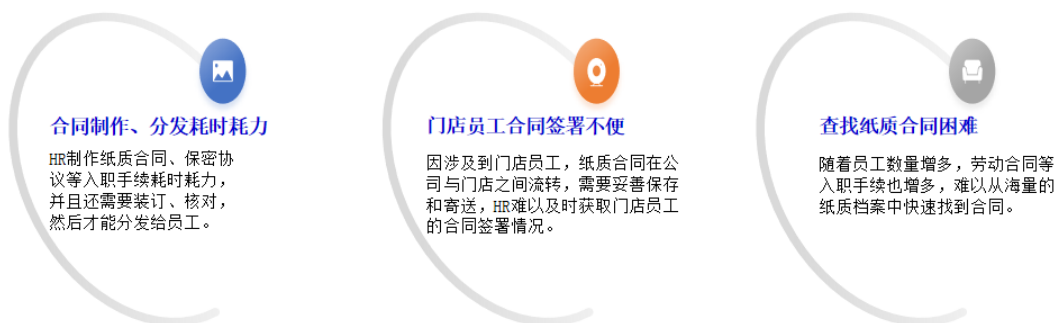 合同制作、分发耗时耗力
HR制作纸质合同、保密协
议等入职手续耗时耗力，
并且还需要装订、核对，
然后才能分发给员工。
门店员工合同签署不便
因涉及到门店员工，纸质合同在公
司与门店之间流转，需要妥善保存
和寄送，HR难以及时获取门店员工
的合同签署情况。
查找纸质合同困难
随着员工数量增多，劳动合同等
入职手续也增多，难以从海量的
纸质档案中快速找到合同。